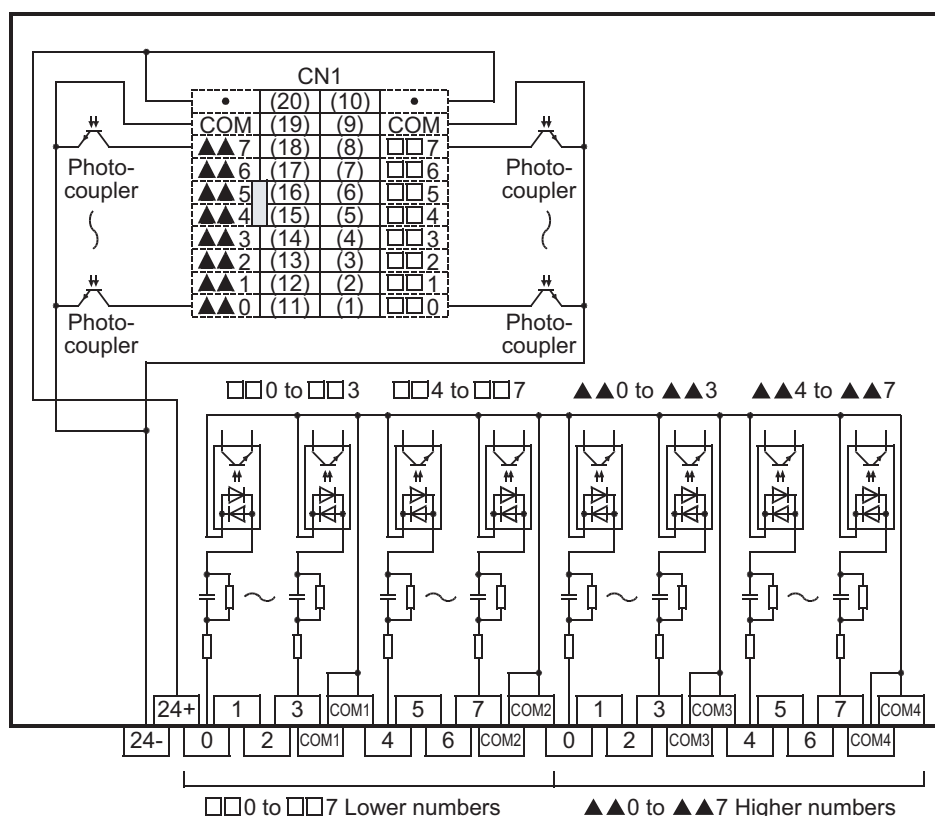 CN1
• (20) (10) •
COM (19) (9) COM
▲▲7 (18) (8) □□7
▲▲6 (17) (7) □□6
▲▲5 (16) (6) □□5
▲▲4 (15) (5) □□4
▲▲3 (14) (4) □□3
▲▲2 (13) (3) □□2
▲▲1 (12) (2) □□1
▲▲0 (11) (1) □□0
Photo-
coupler
Photo-
coupler
Photo-
coupler
Photo-
coupler
□□0 to □□3 □□4 to □□7 ▲▲0 to ▲▲3 ▲▲4 to ▲▲7
24+ 1 3 COM1 5 7 COM2 1 3 COM3 5 7 COM4
24- 0 2 COM1 4 6 COM2 0 2 COM3 4 6 COM4
□□0 to □□7 Lower numbers ▲▲0 to ▲▲7 Higher numbers